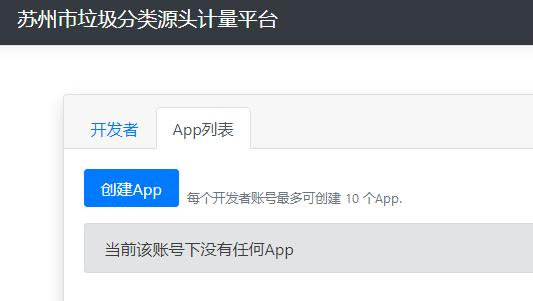 苏州市垃圾分类源头计量平台
开发者 App列表
创建App 每个开发者账号最多可创建 10 个App.
当前该账号下没有任何App